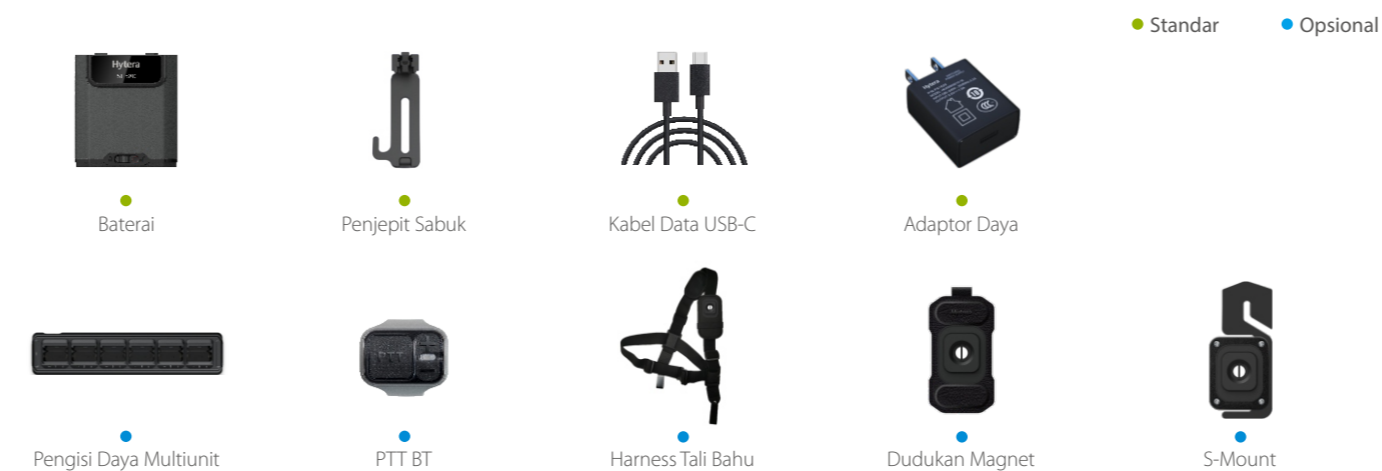 Standar
Opsional
Hytera
Hytera
Baterai
Penjepit Sabuk
Kabel Data USB-C
Adaptor Daya
PTT
Pengisi Daya Multiunit
PTT BT
Harness Tali Bahu
Dudukan Magnet
S-Mount